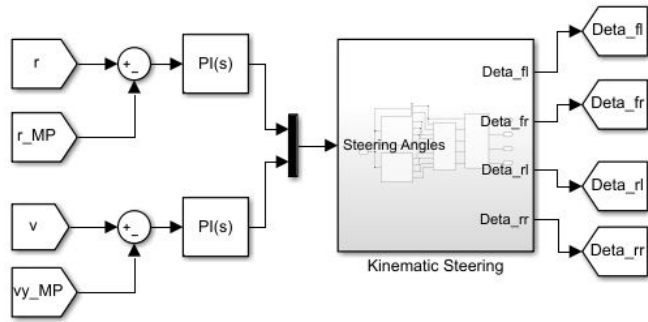 r
r_MP
+
−
PI(s)
v
vy_MP
+
−
PI(s)
Steering Angles
Deta_fl
Deta_fr
Deta_rl
Deta_rr
Kinematic Steering
Deta_fl
Deta_fr
Deta_rl
Deta_rr